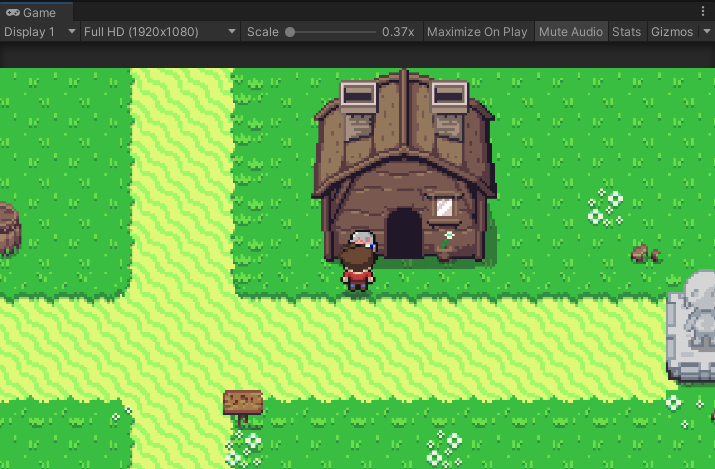 Game
Display 1 Full HD (1920x1080) Scale 0.37x Maximize On Play Mute Audio Stats Gizmos